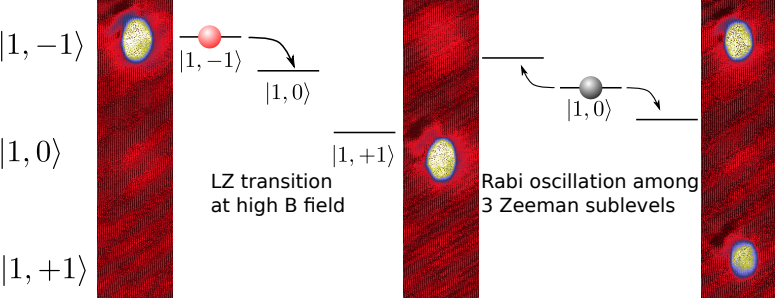 |1, −1⟩
|1, 0⟩
|1, +1⟩
|1, −1⟩
|1, 0⟩
|1, +1⟩
LZ transition
at high B field
|1, 0⟩
Rabi oscillation among
3 Zeeman sublevels